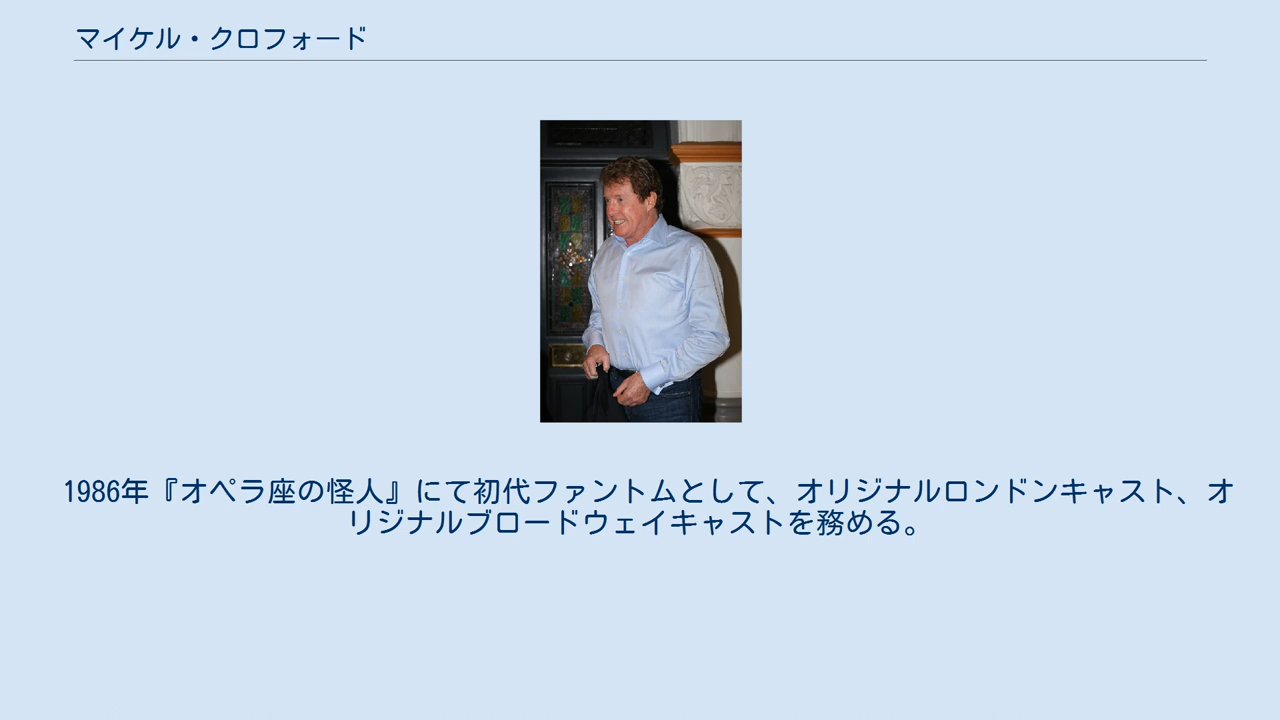 マイケル・クロフォード
1986年『オペラ座の怪人』にて初代ファントムとして、オリジナルロンドンキャスト、オ
リジナルブロードウェイキャストを務める。